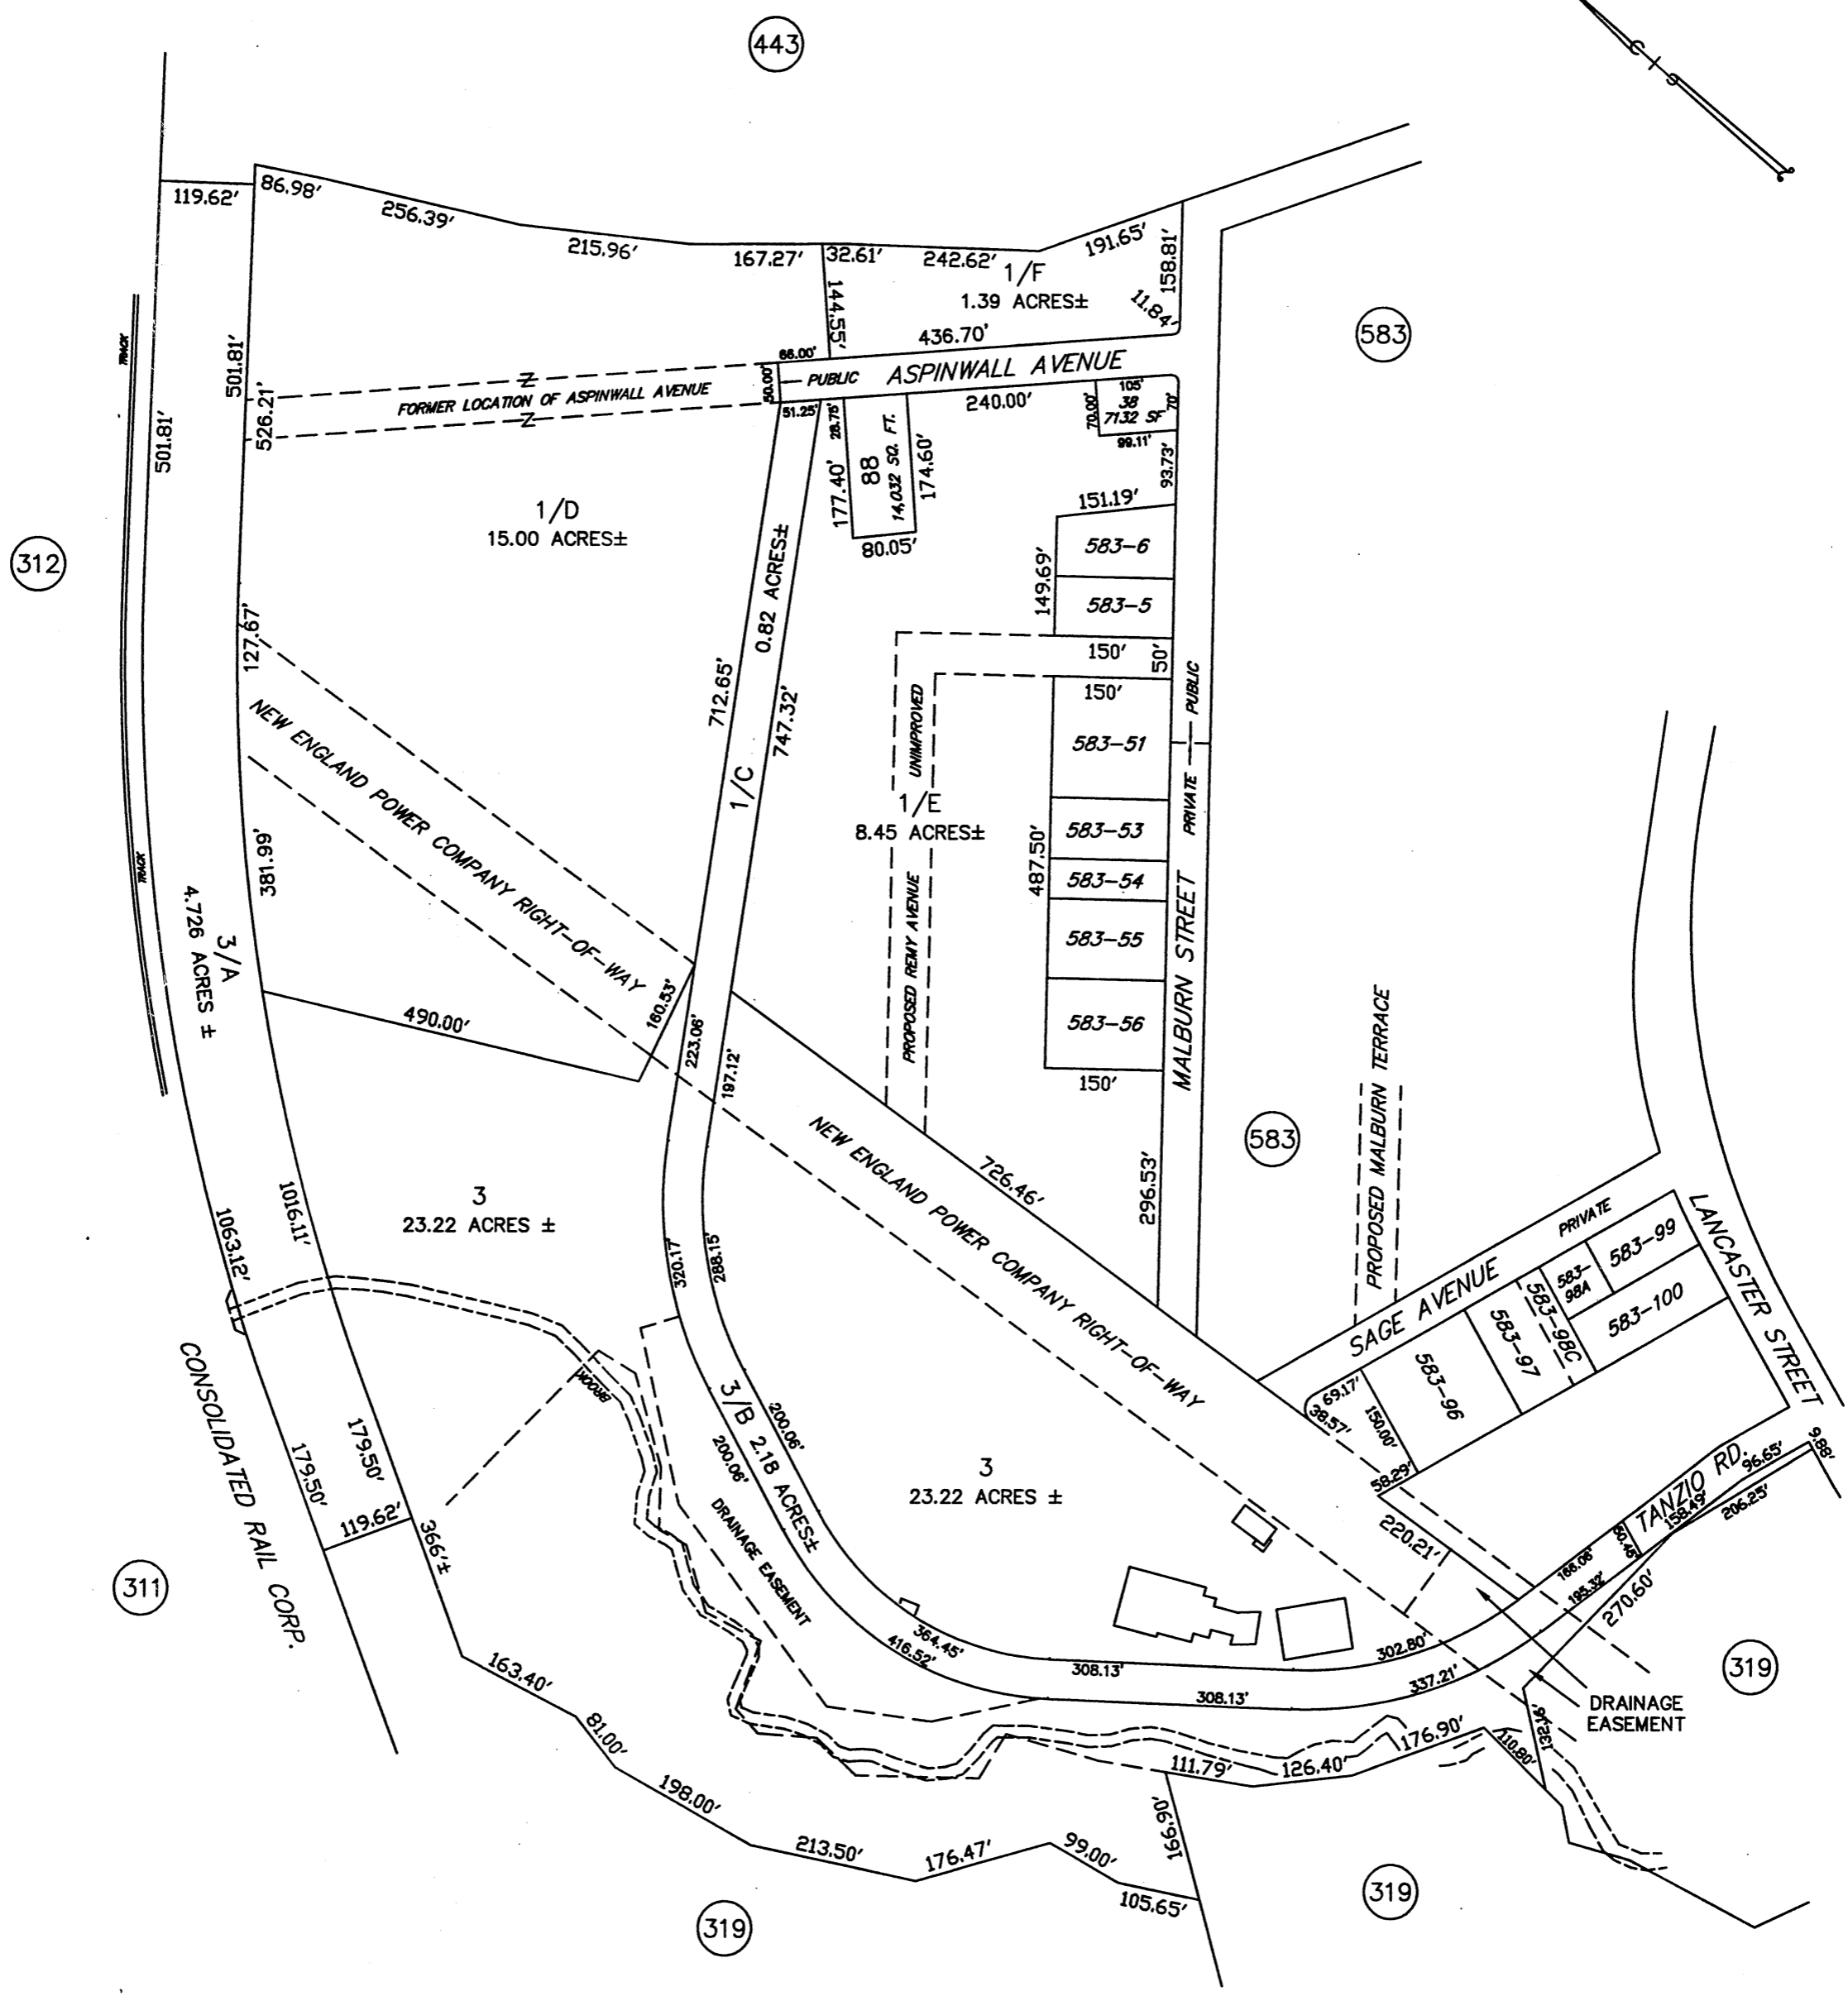 443
119.62'
86.98'
256.39'
215.96'
167.27'
32.61'
242.62'
191.65'
158.81'
11.84'
1/F
1.39 ACRES±
144.55'
436.70'
583
TRACK
501.81'
501.81'
526.21'
66.00'
50.00'
PUBLIC
ASPINWALL AVENUE
FORMER LOCATION OF ASPINWALL AVENUE
51.25'
28.75'
240.00'
105'
38
7132 SF
70.00'
70'
99.11'
93.73'
88
14,032 SQ. FT.
177.40'
174.60'
80.05'
1/D
15.00 ACRES±
312
151.19'
583-6
583-5
149.69'
150'
50'
150'
127.67'
0.82 ACRES±
712.65'
747.32'
1/C
UNIMPROVED
PROPOSED REMY AVENUE
1/E
8.45 ACRES±
583-51
583-53
583-54
583-55
583-56
487.50'
150'
PUBLIC
PRIVATE
MALBURN STREET
296.53'
NEW ENGLAND POWER COMPANY RIGHT-OF-WAY
381.99'
TRACK
3/A
4.726 ACRES ±
490.00'
160.53'
223.06'
197.12'
583
PROPOSED MALBURN TERRACE
NEW ENGLAND POWER COMPANY RIGHT-OF-WAY
726.46'
3
23.22 ACRES ±
1016.11'
1063.12'
320.17'
288.15'
SAGE AVENUE
PRIVATE
LANCASTER STREET
583-99
583-98A
583-100
583-98C
583-97
583-96
69.17'
38.57'
150.00'
58.29'
BROOK
CONSOLIDATED RAIL CORP.
179.50'
179.50'
119.62'
366'±
3/B
2.18 ACRES±
200.06'
200.06'
DRAINAGE EASEMENT
3
23.22 ACRES ±
220.21'
TANZIO RD.
96.65'
9.88'
158.49'
206.25'
166.06'
195.32'
270.60'
311
364.45'
416.52'
308.13'
308.13'
302.80'
337.21'
319
DRAINAGE
EASEMENT
163.40'
81.00'
198.00'
213.50'
176.47'
99.00'
105.65'
166.90'
111.79'
126.40'
176.90'
110.80'
319
319